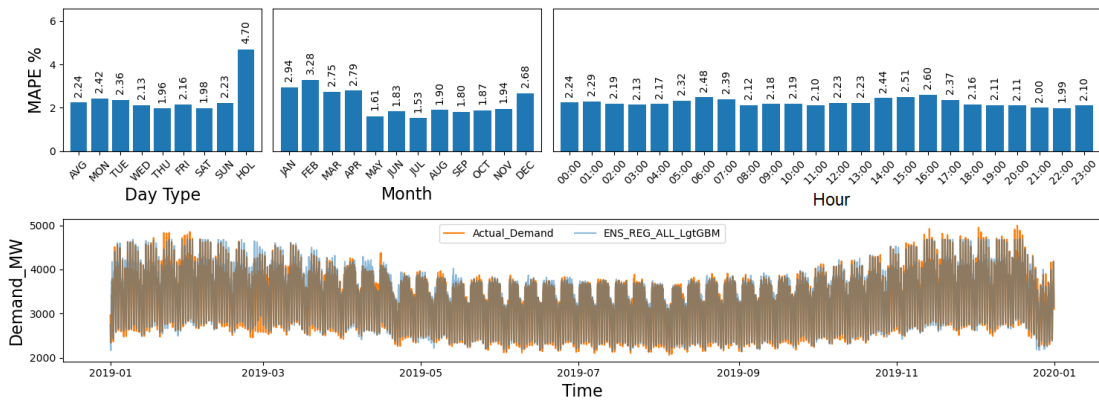 MAPE %
6
4
2
0
2.24 2.42 2.36 2.13 1.96 2.16 1.98 2.23 4.70
AVG MON TUE WED THU FRI SAT SUN HOL
Day Type
2.94 3.28 2.75 2.79 1.61 1.83 1.53 1.90 1.80 1.87 1.94 2.68
JAN FEB MAR APR MAY JUN JUL AUG SEP OCT NOV DEC
Month
2.24 2.29 2.19 2.13 2.17 2.32 2.48 2.39 2.12 2.18 2.19 2.10 2.23 2.23 2.44 2.51 2.60 2.37 2.16 2.11 2.11 2.00 1.99 2.10
00:00 01:00 02:00 03:00 04:00 05:00 06:00 07:00 08:00 09:00 10:00 11:00 12:00 13:00 14:00 15:00 16:00 17:00 18:00 19:00 20:00 21:00 22:00 23:00
Hour
Demand_MW
5000
4000
3000
2000
Actual_Demand ENS_REG_ALL_LgtGBM
2019-01 2019-03 2019-05 2019-07 2019-09 2019-11 2020-01
Time